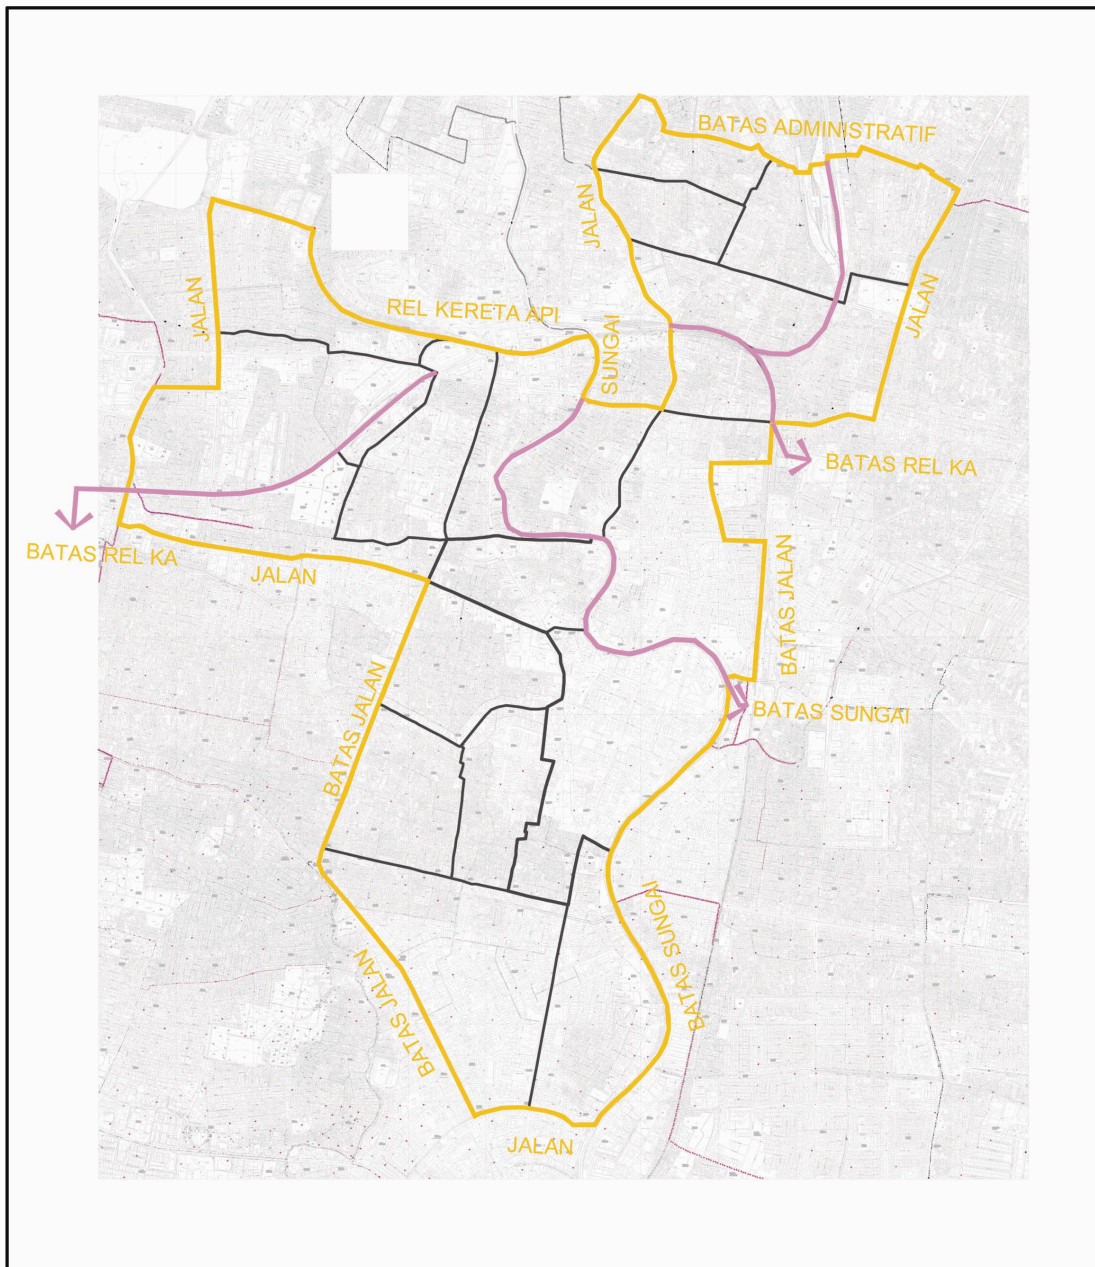 BATAS ADMINISTRATIF
JALAN
JALAN
REL KERETA API
JALAN
SUNGAI
BATAS REL KA
BATAS REL KA
JALAN
BATAS JALAN
BATAS JALAN
BATAS SUNGAI
BATAS SUNGAI
BATAS JALAN
JALAN